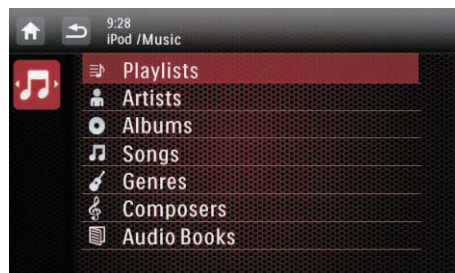 9:28
iPod /Music
Playlists
Artists
Albums
Songs
Genres
Composers
Audio Books